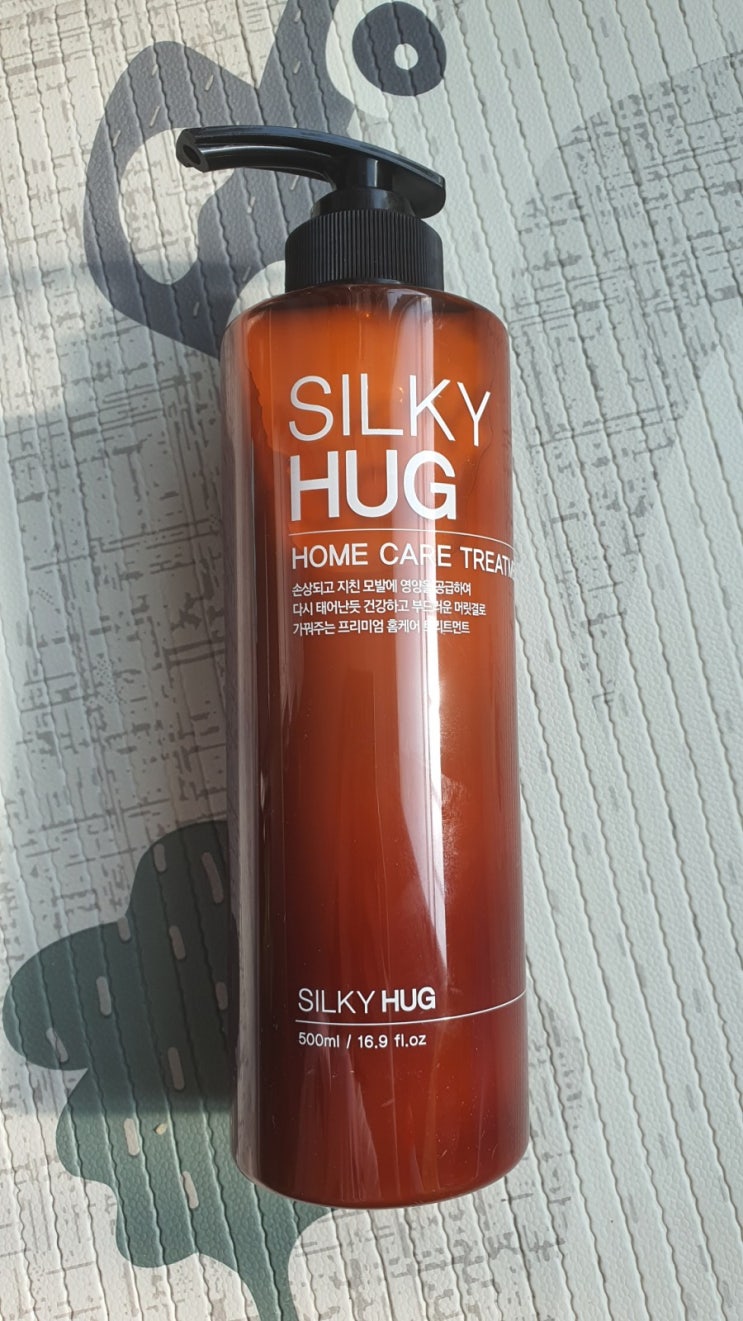 SILKY
HUG
HOME CARE
손상되고 지친 모발에 영양을 공급하여
다시 태어난듯 건강하고 부드러운 머릿결로
가꿔주는 프리미엄 홈케어 트리트먼트
SILKY HUG
500ml / 16.9 fl.oz